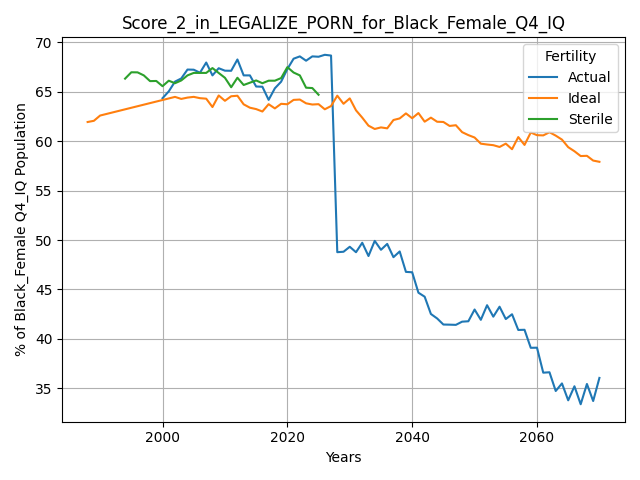 Score_2_in_LEGALIZE_PORN_for_Black_Female_Q4_IQ
% of Black_Female Q4_IQ Population
70
65
60
55
50
45
40
35
Fertility
Actual
Ideal
Sterile
2000
2020
2040
2060
Years